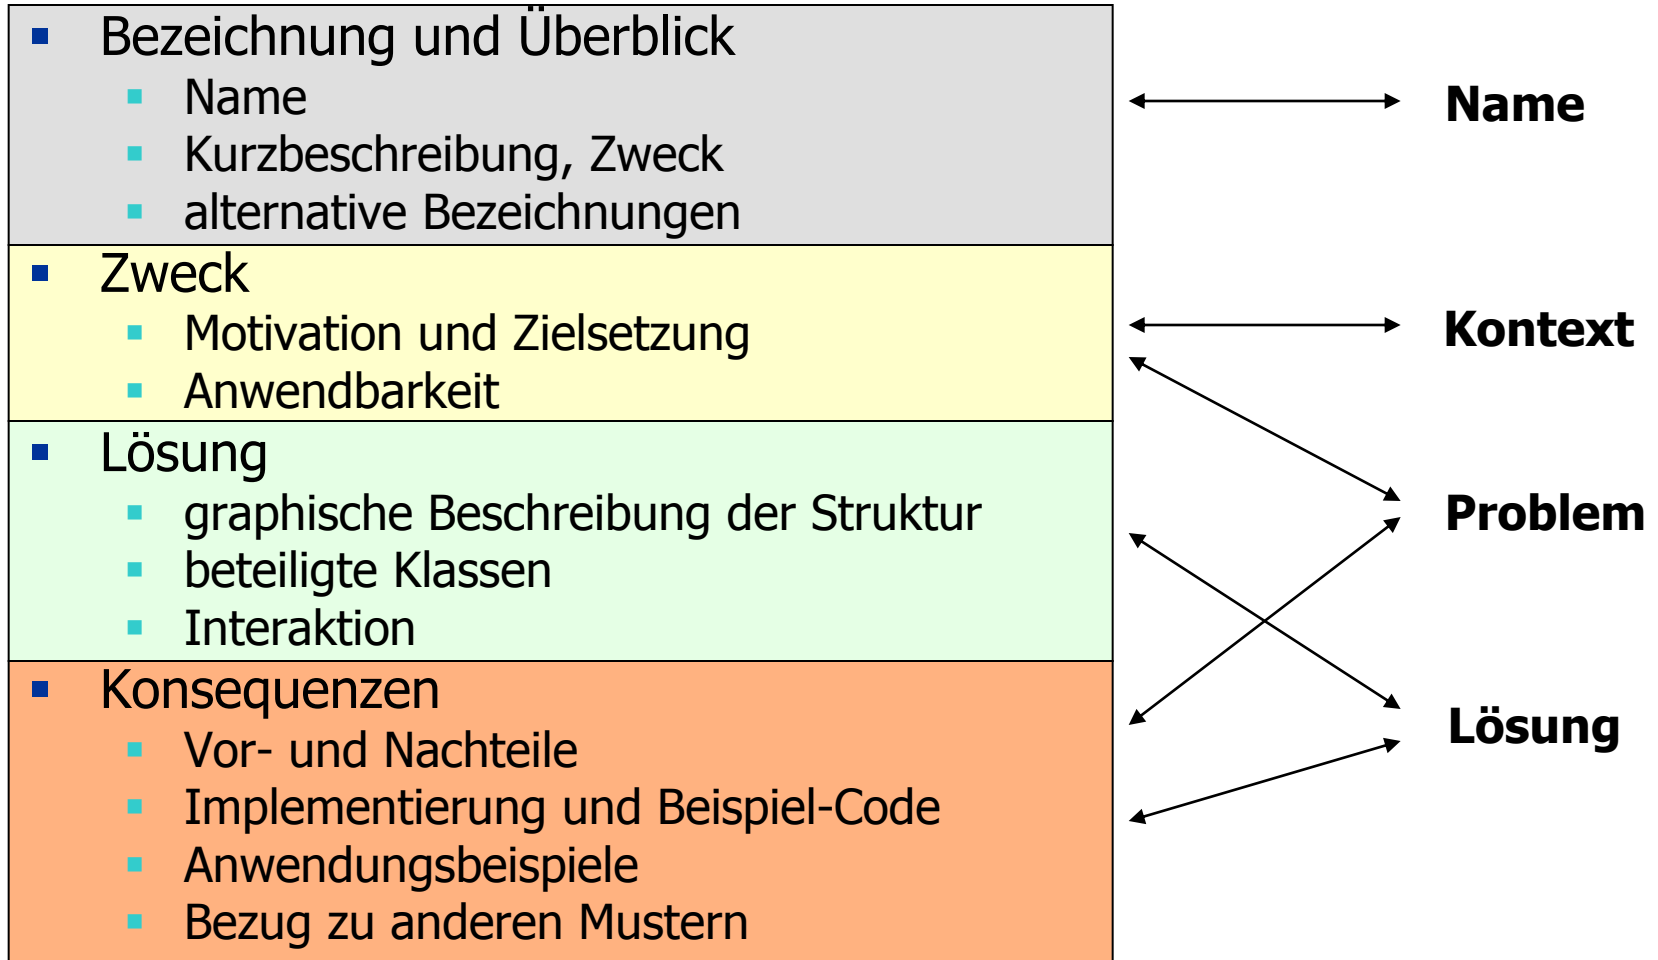 Bezeichnung und Überblick
Name
Kurzbeschreibung, Zweck
alternative Bezeichnungen
Zweck
Motivation und Zielsetzung
Anwendbarkeit
Lösung
graphische Beschreibung der Struktur
beteiligte Klassen
Interaktion
Konsequenzen
Vor- und Nachteile
Implementierung und Beispiel-Code
Anwendungsbeispiele
Bezug zu anderen Mustern
Name
Kontext
Problem
Lösung